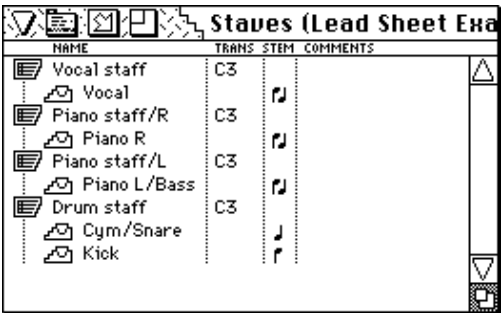 Staves (Lead Sheet Exa
NAME TRANS STEM COMMENTS
Vocal staff C3
Vocal
Piano staff/R C3
Piano R
Piano staff/L C3
Piano L/Bass
Drum staff C3
Cym/Snare
Kick